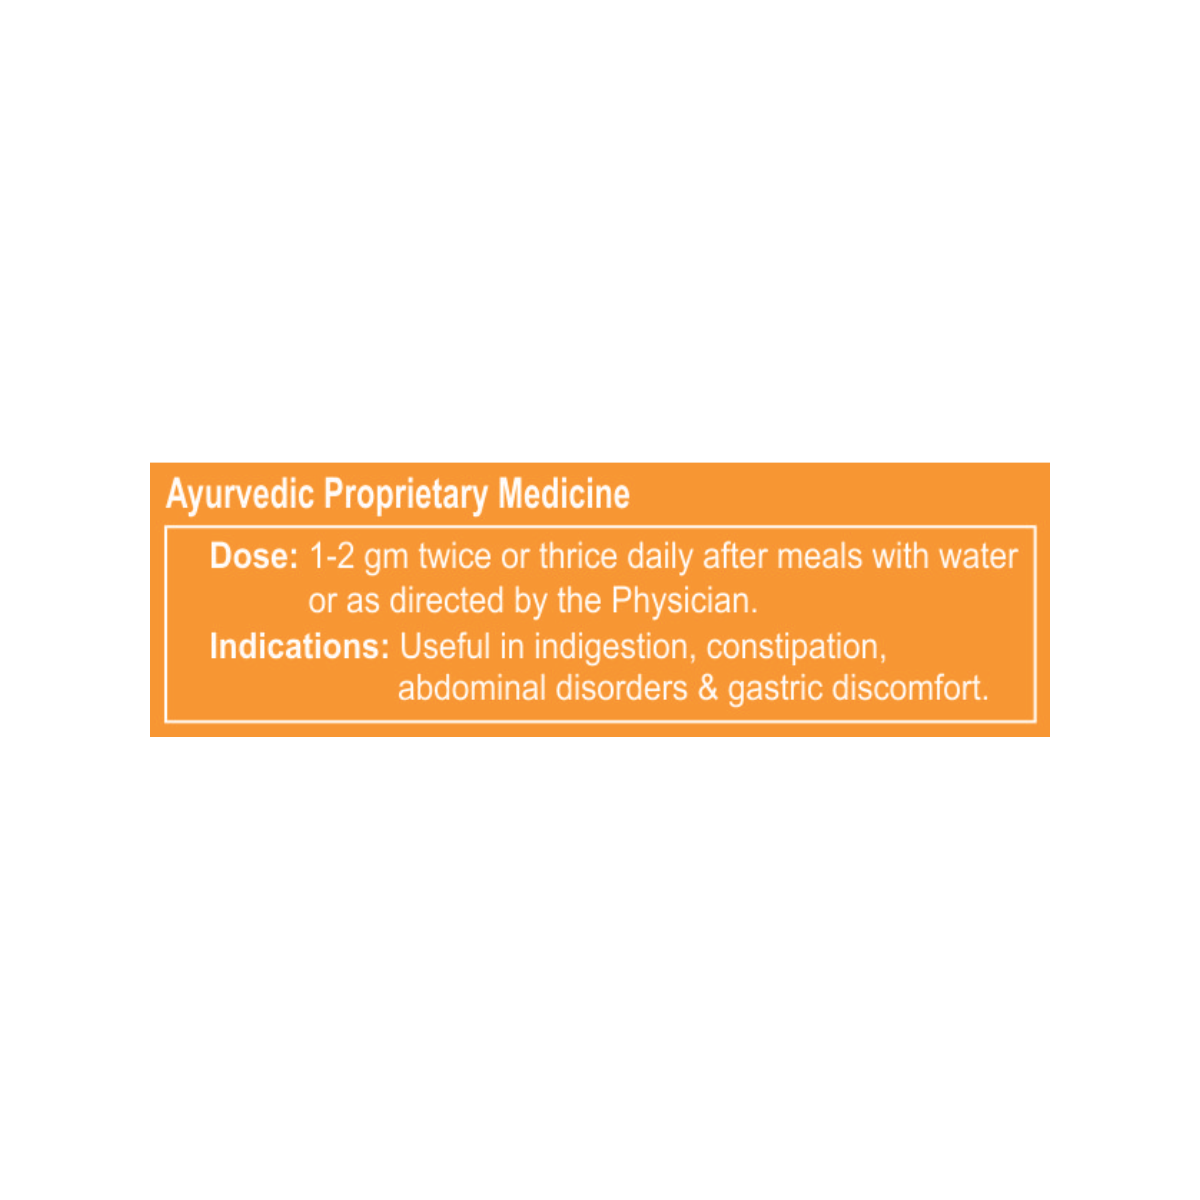 Ayurvedic Proprietary Medicine
Dose: 1-2 gm twice or thrice daily after meals with water
or as directed by the Physician.
Indications: Useful in indigestion, constipation,
abdominal disorders & gastric discomfort.